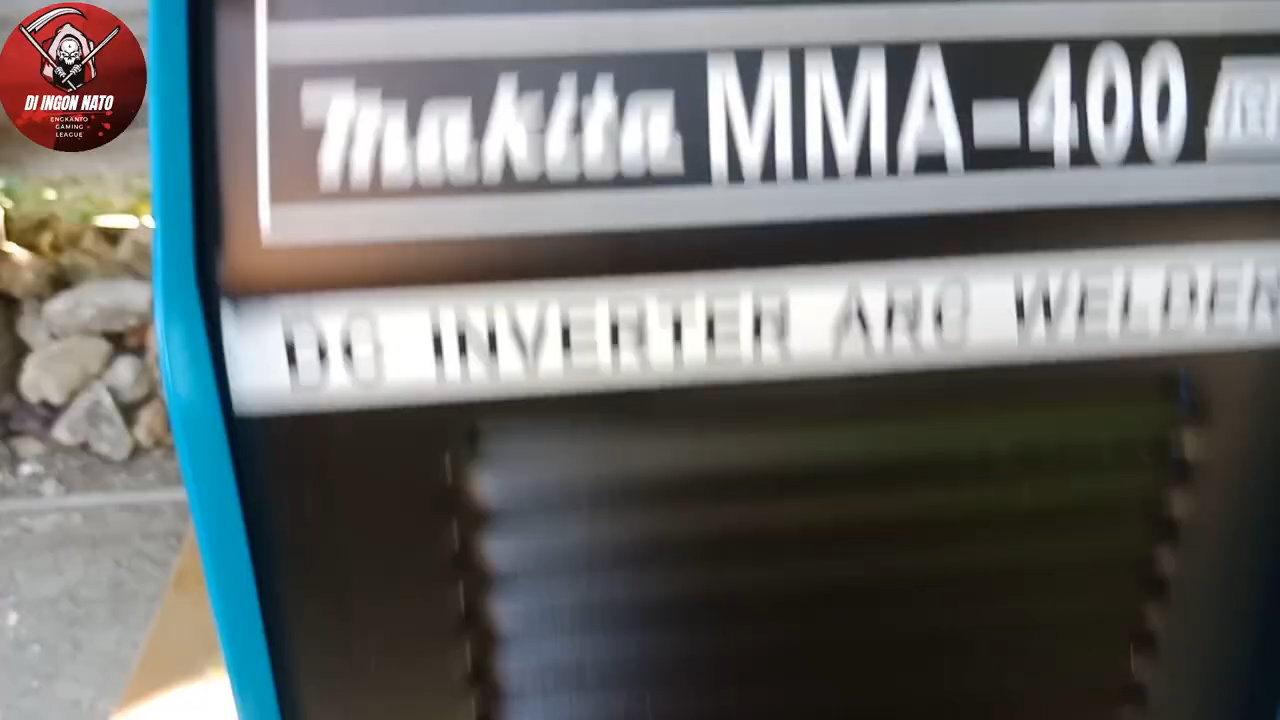 DI INGON NATO
ENGKANTO
GAMING
LEAGUE
makita MMA-400
DC INVERTER ARC WELDER